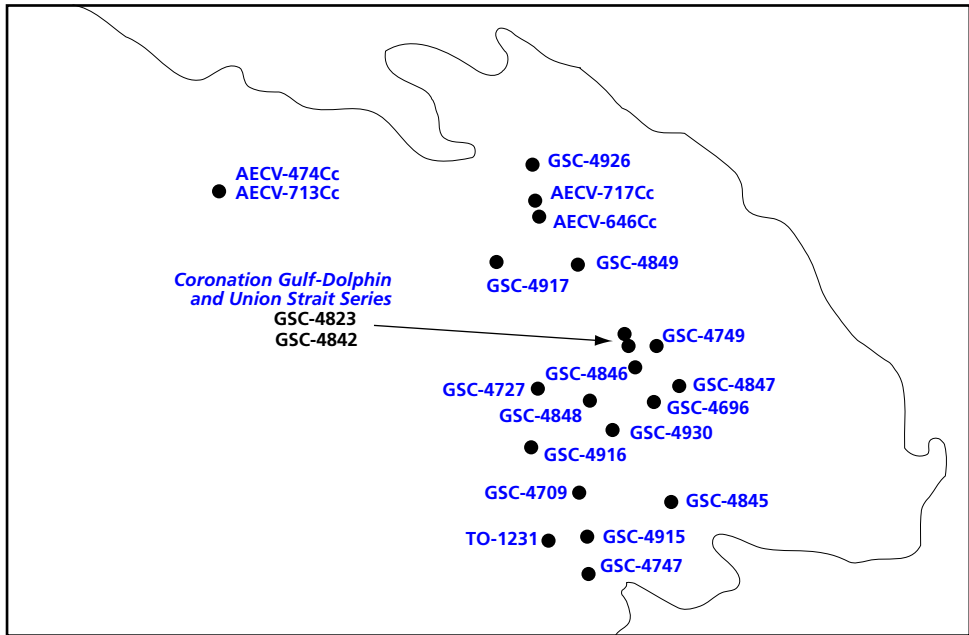 GSC-4926
AECV-474Cc
AECV-713Cc
AECV-717Cc
AECV-646Cc
GSC-4849
GSC-4917
Coronation Gulf-Dolphin
and Union Strait Series
GSC-4823
GSC-4842
GSC-4749
GSC-4846
GSC-4847
GSC-4727
GSC-4696
GSC-4848
GSC-4930
GSC-4916
GSC-4709
GSC-4845
TO-1231
GSC-4915
GSC-4747